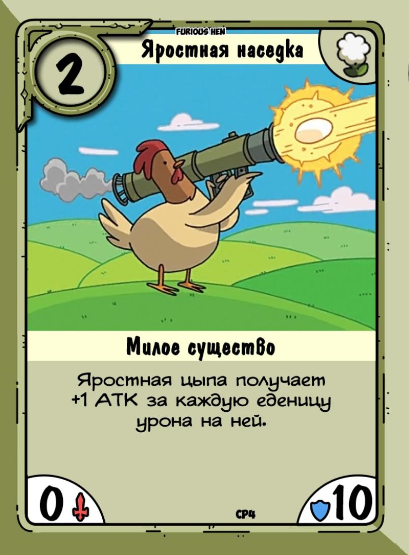 FURIOUS HEN
Яростная наседка
2
Милое существо
Яростная цыпа получает
+1 АТК за каждую еденицу
урона на ней.
0
CP4
10